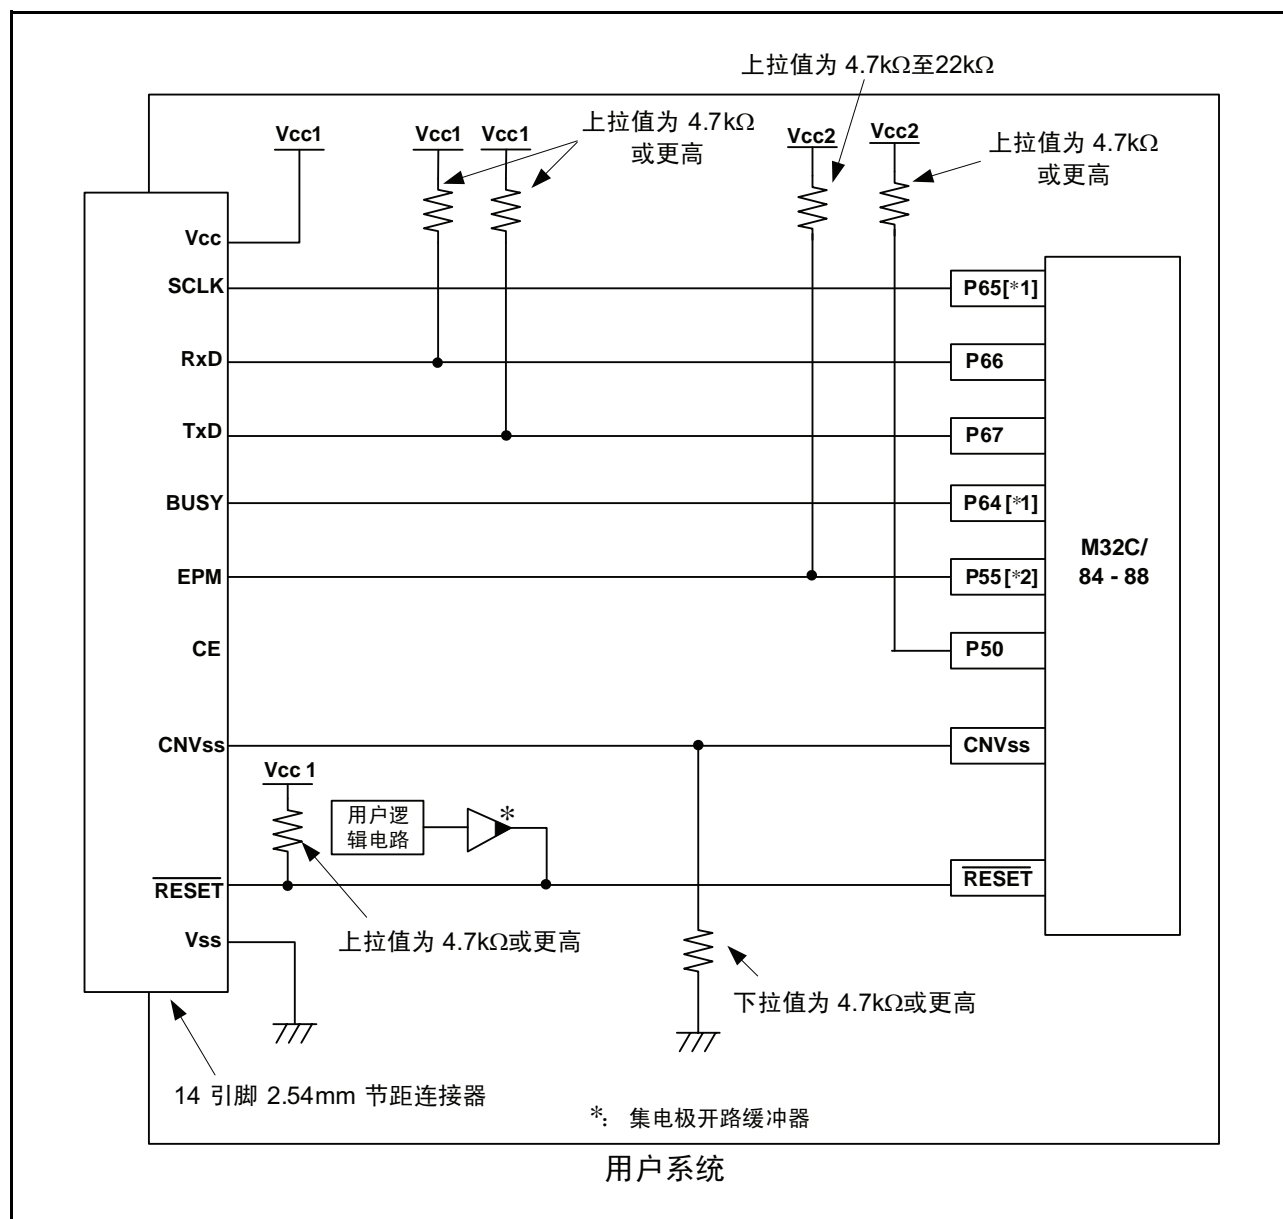 上拉值为 4.7kΩ至22kΩ
Vcc1
Vcc1
Vcc1
上拉值为 4.7kΩ
或更高
Vcc2
Vcc2
上拉值为 4.7kΩ
或更高
Vcc
SCLK
P65[*1]
RxD
P66
TxD
P67
BUSY
P64[*1]
M32C/
84 - 88
EPM
P55[*2]
CE
P50
CNVss
CNVss
Vcc 1
用户逻
辑电路
*
RESET
RESET
上拉值为 4.7kΩ或更高
Vss
下拉值为 4.7kΩ或更高
14 引脚 2.54mm 节距连接器
*： 集电极开路缓冲器
用户系统